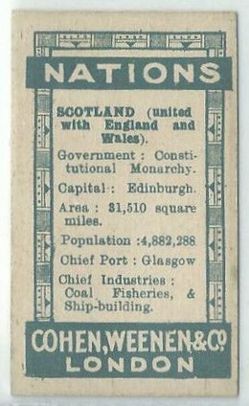 NATIONS
SCOTLAND (united
with England and
Wales).
Government : Consti-
tutional Monarchy.
Capital : Edinburgh.
Area : 31,510 square
miles.
Population : 4,882,288
Chief Port : Glasgow
Chief Industries :
Coal Fisheries, &
Ship-building.
COHEN, WEENEN & Co.
LONDON